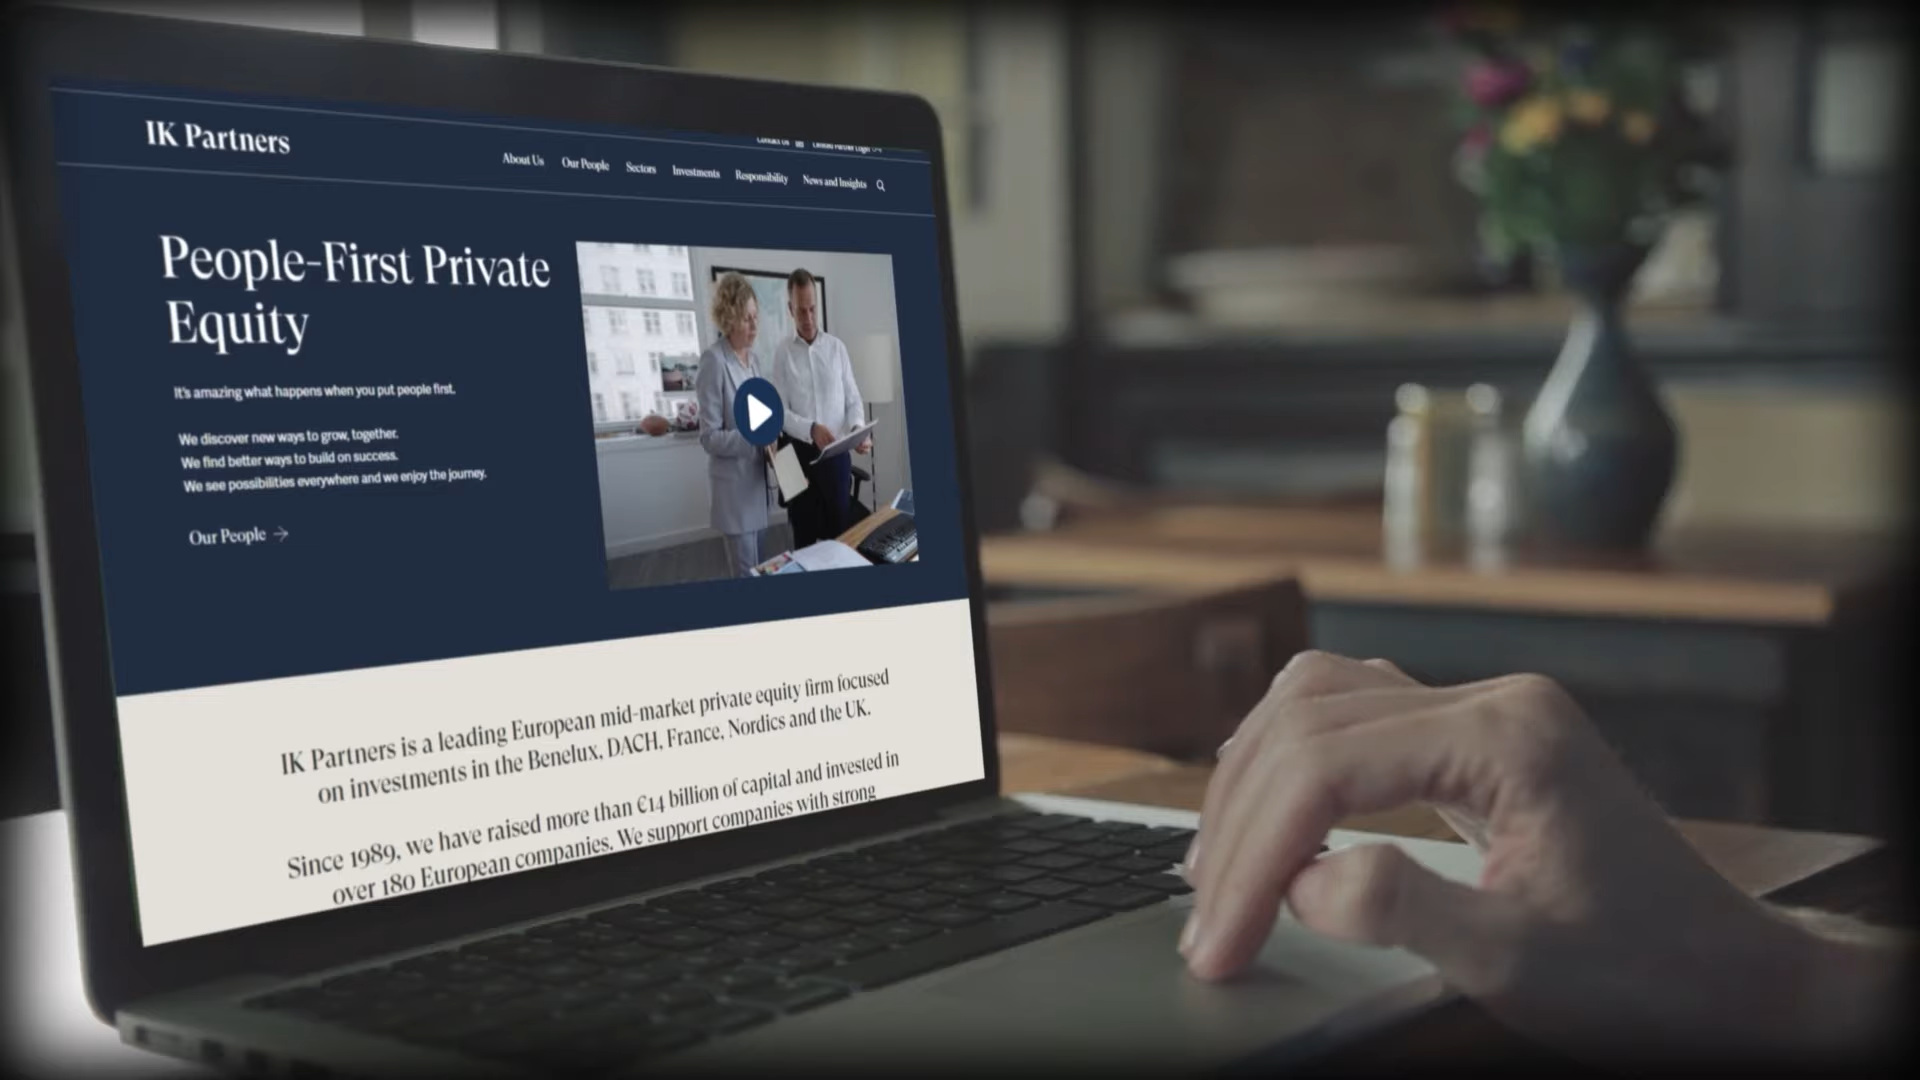 IK Partners
Contact Us Limited Partner Login
About Us Our People Sectors Investments Responsibility News and Insights
People-First Private
Equity
It's amazing what happens when you put people first.
We discover new ways to grow, together.
We find better ways to build on success.
We see possibilities everywhere and we enjoy the journey.
Our People →
IK Partners is a leading European mid-market private equity firm focused
on investments in the Benelux, DACH, France, Nordics and the UK.
Since 1989, we have raised more than €14 billion of capital and invested in
over 180 European companies. We support companies with strong